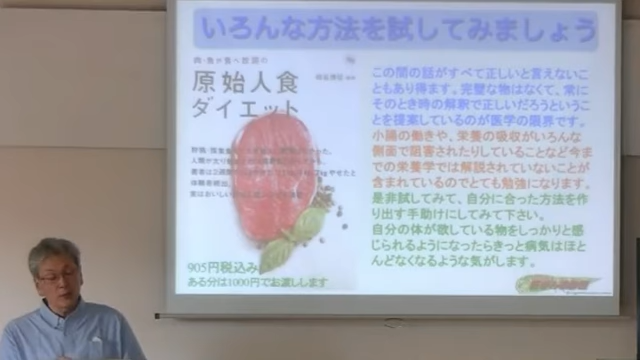 いろんな方法を試してみましょう
肉・魚が食べ放題の
原始人食
ダイエット
905円税込み
ある分は1000円でお渡しします
この間の話がすべて正しいと言えないこ
ともあり得ます。完璧な物はなくて、常に
そのとき時の解釈で正しいだろうということ
を提案しているのが医学の限界です。
小腸の働きや、栄養の吸収がいろんな
側面で阻害されたりしていることなど今ま
での栄養学では解説されていないことが
含まれているのでとても勉強になります。
是非試してみて、自分に合った方法を作
り出す手助けにしてみて下さい。
自分の体が欲している物をしっかりと感
じられるようになったらきっと病気はほと
んどなくなるような気がします。